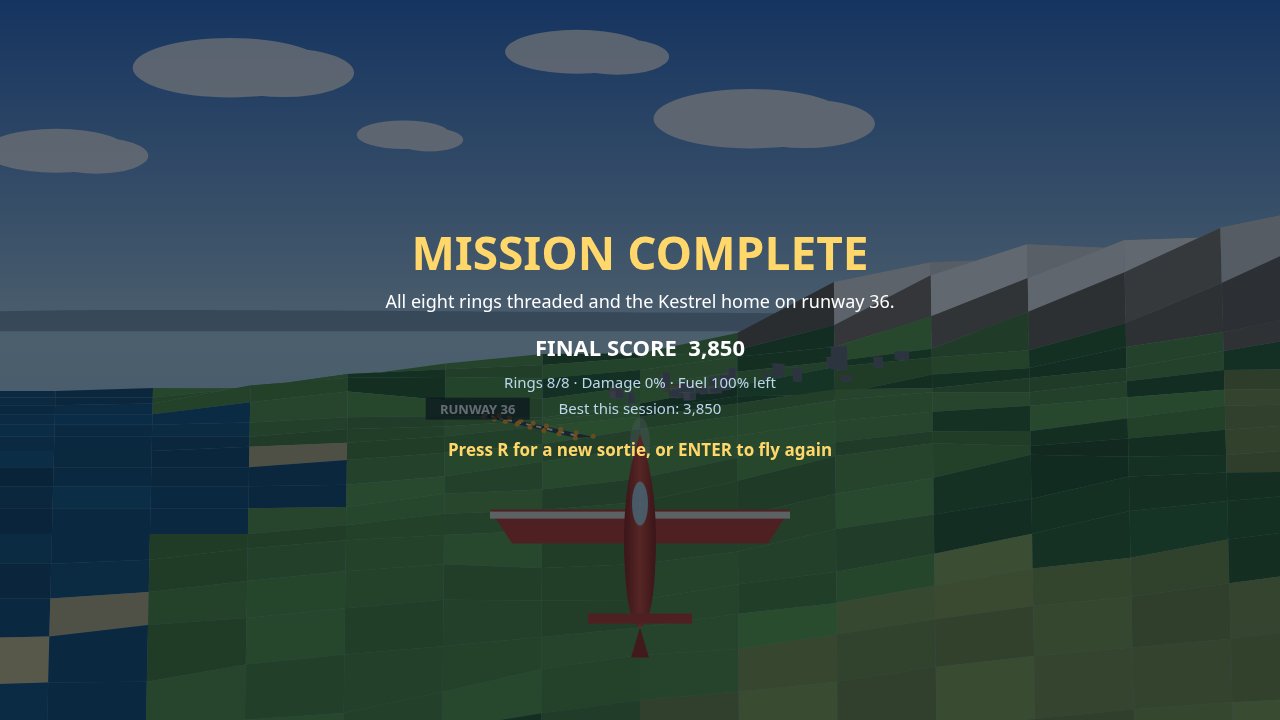 MISSION COMPLETE
All eight rings threaded and the Kestrel home on runway 36.
FINAL SCORE 3,850
Rings 8/8 · Damage 0% · Fuel 100% left
RUNWAY 36
Best this session: 3,850
Press R for a new sortie, or ENTER to fly again